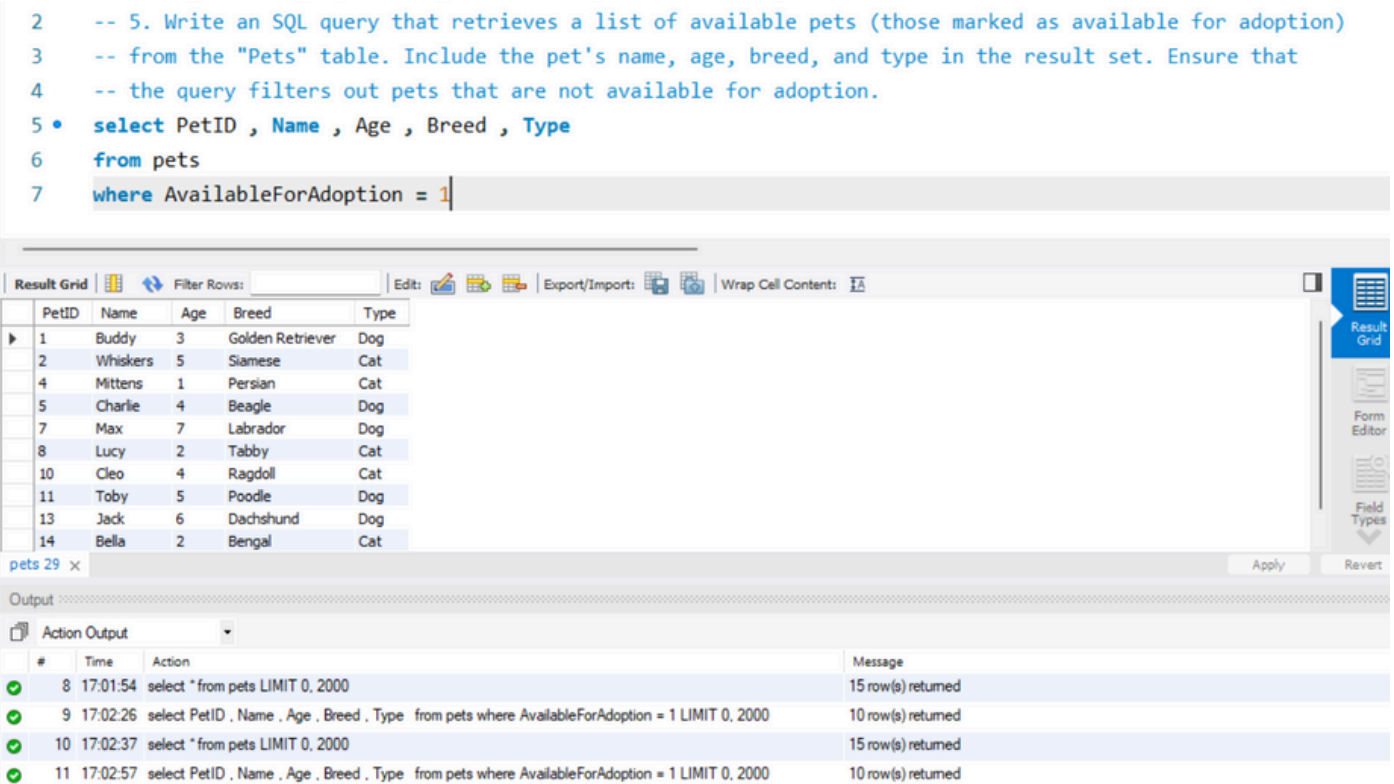 2 -- 5. Write an SQL query that retrieves a list of available pets (those marked as available for adoption)
3 -- from the "Pets" table. Include the pet's name, age, breed, and type in the result set. Ensure that
4 -- the query filters out pets that are not available for adoption.
5 select PetID , Name , Age , Breed , Type
6 from pets
7 where AvailableForAdoption = 1
Result Grid Filter Rows: Edit: Export/Import: Wrap Cell Content: IA
PetID Name Age Breed Type
1 Buddy 3 Golden Retriever Dog
2 Whiskers 5 Siamese Cat
4 Mittens 1 Persian Cat
5 Charlie 4 Beagle Dog
7 Max 7 Labrador Dog
8 Lucy 2 Tabby Cat
10 Cleo 4 Ragdoll Cat
11 Toby 5 Poodle Dog
13 Jack 6 Dachshund Dog
14 Bella 2 Bengal Cat
Result
Grid
Form
Editor
Field
Types
pets 29 Apply Revert
Output
Action Output
# Time Action Message
8 17:01:54 select * from pets LIMIT 0, 2000 15 row(s) returned
9 17:02:26 select PetID , Name , Age , Breed , Type from pets where AvailableForAdoption = 1 LIMIT 0, 2000 10 row(s) returned
10 17:02:37 select * from pets LIMIT 0, 2000 15 row(s) returned
11 17:02:57 select PetID , Name , Age , Breed , Type from pets where AvailableForAdoption = 1 LIMIT 0, 2000 10 row(s) returned